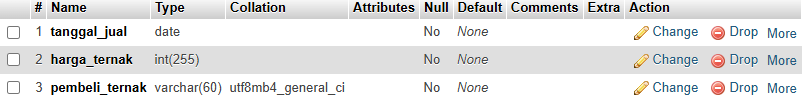 # Name Type Collation Attributes Null Default Comments Extra Action
1 tanggal_jual date No None Change Drop More
2 harga_ternak int(255) No None Change Drop More
3 pembeli_ternak varchar(60) utf8mb4_general_ci No None Change Drop More